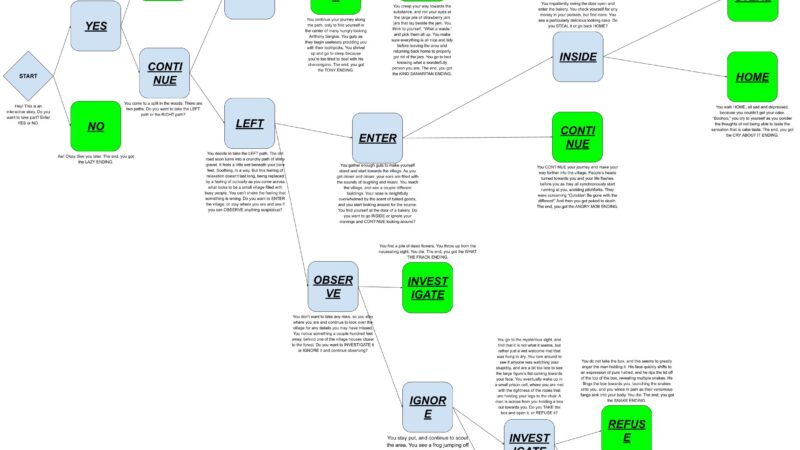 YES
START
CONTI
NUE
NO
Hey! This is an
interactive story. Do you
want to take part? Enter
YES or NO.
Aw! Okay. See you later. The end, you got
the LAZY ENDING.
You come to a split in the woods. There are
two paths. Do you want to take the LEFT
path or the RIGHT path?
You continue your journey along
the path, only to find yourself in
the center of many hungry looking
Anthony Sangles. You guys as
they begin seelessly providing you
with their toothpicks. You shrivel
up and go to sleep because
you're too tired to deal with his
The end, you
got the TONY ENDING.
You creep your way towards the
substance, and roll your eyes at
the large pile of strawberry jam
jars that lay beside the jam. You
think to yourself, "What a waste,"
and pick them all up. You make
sure everything is all nice and tidy
before leaving the area and
returning back home to properly
get rid of the jars. You go to bed
knowing what a wonderful
person you are. The end, you got
the KIND SAMARITAN ENDING.
You impatiently swing the door open and
enter the bakery. You check yourself for any
money in your pockets, but find none. You
see a particularly delicious looking cake. Do
you STEAL it or go back HOME?
INSIDE
HOME
You walk HOME, all sad and depressed
because you couldn't get your cake.
"Boohoo," you cry to yourself as you ponder
the thoughts of not being able to taste the
sensation that is cake taste. The end, you got
the CRY ABOUT IT ENDING.
LEFT
You decide to take the LEFT path. The dirt
road soon turns into a crunchy path of shiny
gravel. It feels a little wet beneath your bare
feet. Soothing, in a way. But this feeling of
relaxation doesn't last long, being replaced
by a feeling of curiosity as you come across
what looks to be a small village filled with
busy people. You can't shake the feeling that
something is wrong. Do you want to ENTER
the village, or stay where you are and see if
you can OBSERVE anything suspicious?
ENTER
You gather enough guts to make yourself
stand and start towards the village. As you
get closer and closer, your ears are filled with
the sounds of laughing and music. You reach
the village, and see a couple different
buildings. Your nose is delightfully
overwhelmed by the scent of baked goods,
and you start looking around for the source.
You find yourself at the door of a bakery. Do
you want to go INSIDE or ignore your
cravings and CONTINUE looking around?
CONTI
NUE
You CONTINUE your journey and make your
way further into the village. People's heads
turned towards you and your life flashes
before you as they all synchronously start
running at you, wielding pitchforks. They
were screaming "Outsider! Be gone with the
different!" And then you got poked to death.
The end, you got the ANGRY MOB ENDING.
OBSER
VE
You don't want to take any risks, so you stay
where you are and continue to look over the
village for any details you may have missed.
You notice something a couple hundred feet
away, behind one of the village houses closer
to the forest. Do you want to INVESTIGATE it
or IGNORE it and continue observing?
You find a pile of dead flowers. You throw up from the
nauseating sight. You die. The end, you got the WHAT
THE FRACK ENDING.
INVEST
IGATE
IGNOR
E
You stay put, and continue to scout
the area. You see a frog jumping off
You go to the mysterious sight, and
find that it is not what it seems, but
rather just a wet welcome mat that
was hung to dry. You turn around to
see if anyone was watching your
stupidity, and are a bit too late to see
the large figure's fist coming towards
your face. You eventually wake up in
a small prison cell, where you are met
with the tightness of the ropes that
are holding your legs to the chair. A
man is across from you holding a box
out towards you. Do you TAKE the
box and open it, or REFUSE it?
INVEST
IGATE
You do not take the box, and this seems to greatly
anger the man holding it. His face quickly shifts to
an expression of pure hatred, and he rips the lid off
of the top of the box, revealing multiple snakes. He
flings the box towards you, launching the snakes
onto you, and you wince in pain as their venomous
fangs sink into your body. You die. The end, you got
the SNAKE ENDING.
REFUS
E